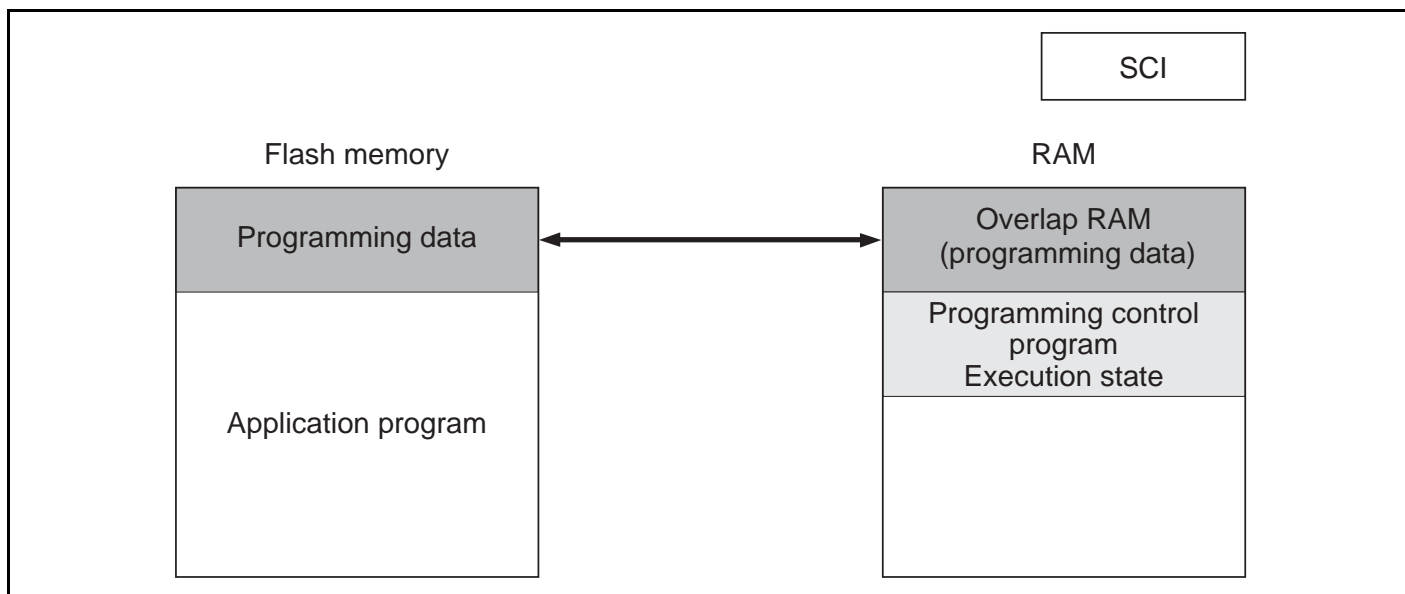 SCI
Flash memory
RAM
Programming data
Overlap RAM
(programming data)
Programming control
program
Execution state
Application program